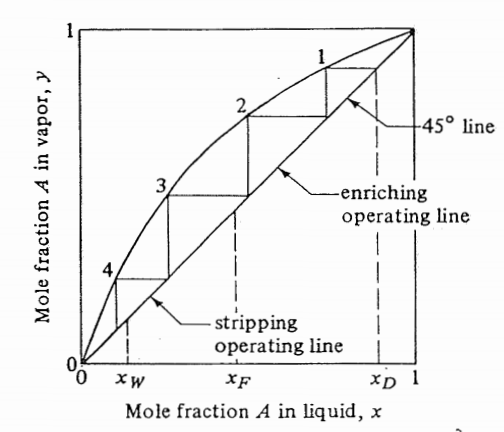 1
1
2
45° line
3
enriching
operating line
4
stripping
operating line
0
0
x_W
x_F
x_D
1
Mole fraction A in liquid, x
Mole fraction A in vapor, y